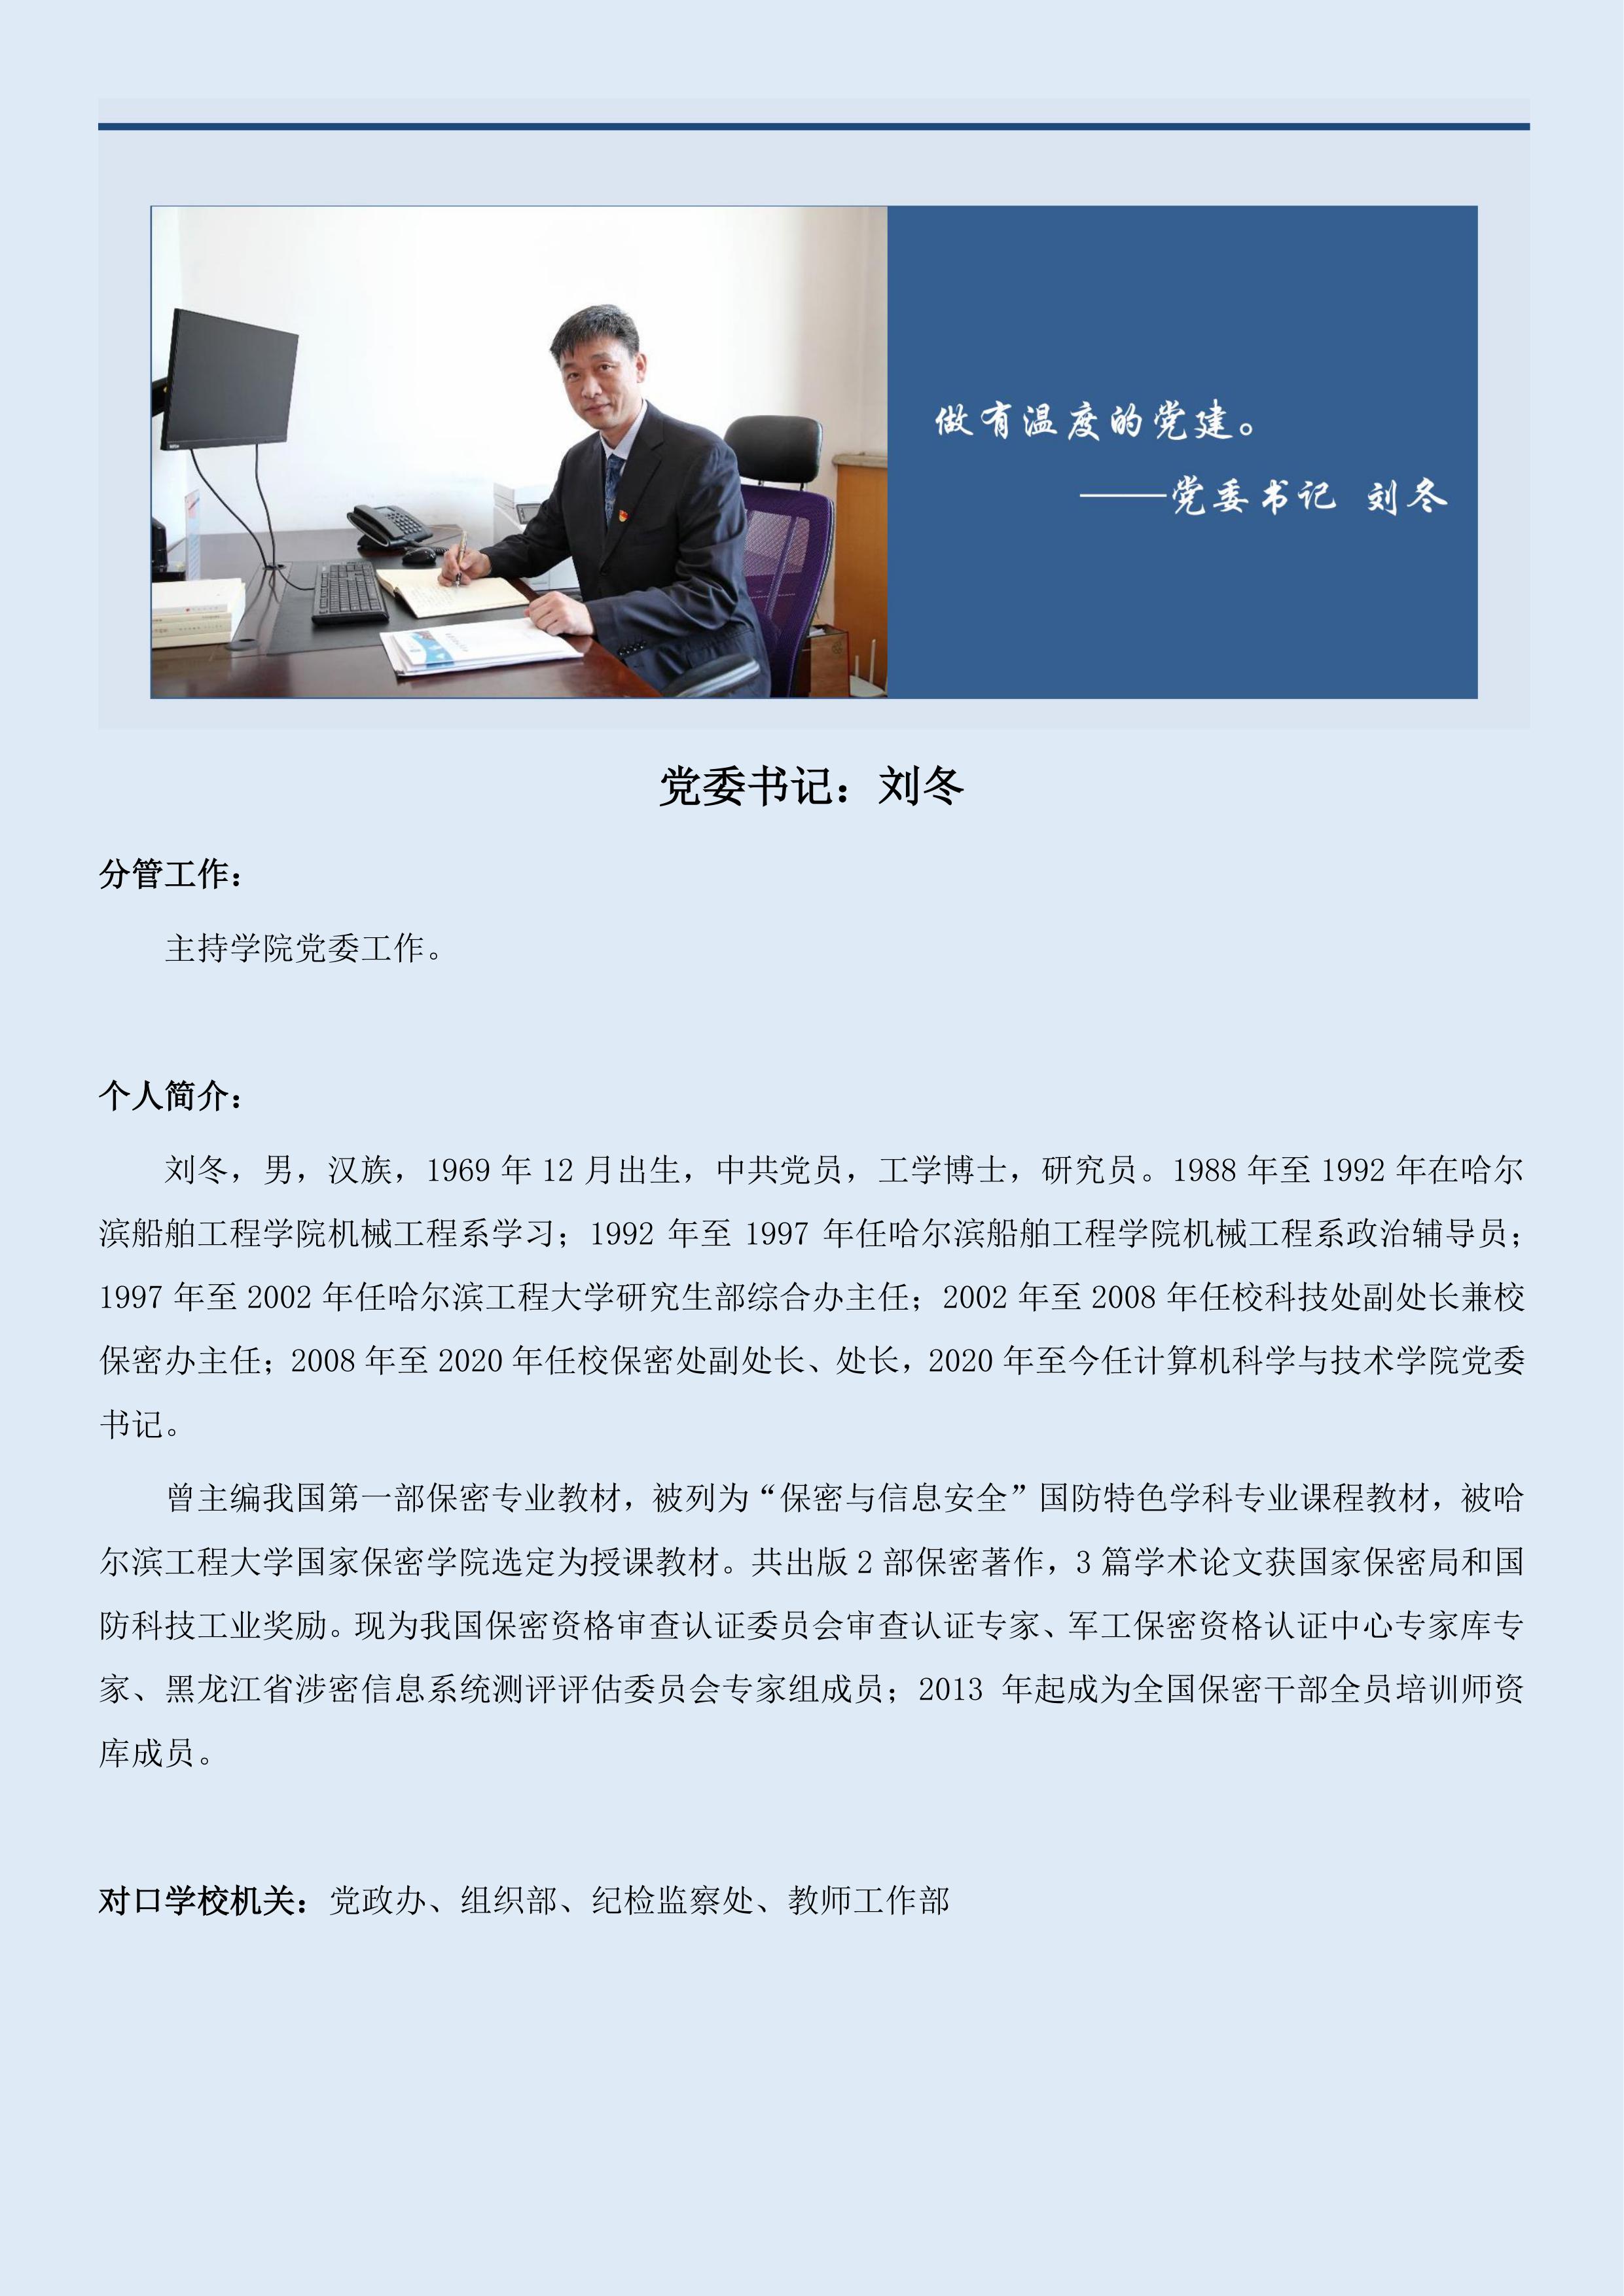 做有温度的党建。
——党委书记 刘冬
党委书记：刘冬
分管工作：
主持学院党委工作。
个人简介：
刘冬，男，汉族，1969 年 12 月出生，中共党员，工学博士，研究员。1988 年至 1992 年在哈尔
滨船舶工程学院机械工程系学习；1992 年至 1997 年任哈尔滨船舶工程学院机械工程系政治辅导员；
1997 年至 2002 年任哈尔滨工程大学研究生部综合办主任；2002 年至 2008 年任校科技处副处长兼校
保密办主任；2008 年至 2020 年任校保密处副处长、处长，2020 年至今任计算机科学与技术学院党委
书记。
曾主编我国第一部保密专业教材，被列为“保密与信息安全”国防特色学科专业课程教材，被哈
尔滨工程大学国家保密学院选定为授课教材。共出版 2 部保密著作，3 篇学术论文获国家保密局和国
防科技工业奖励。现为我国保密资格审查认证委员会审查认证专家、军工保密资格认证中心专家库专
家、黑龙江省涉密信息系统测评评估委员会专家组成员；2013 年起成为全国保密干部全员培训师资
库成员。
对口学校机关：党政办、组织部、纪检监察处、教师工作部